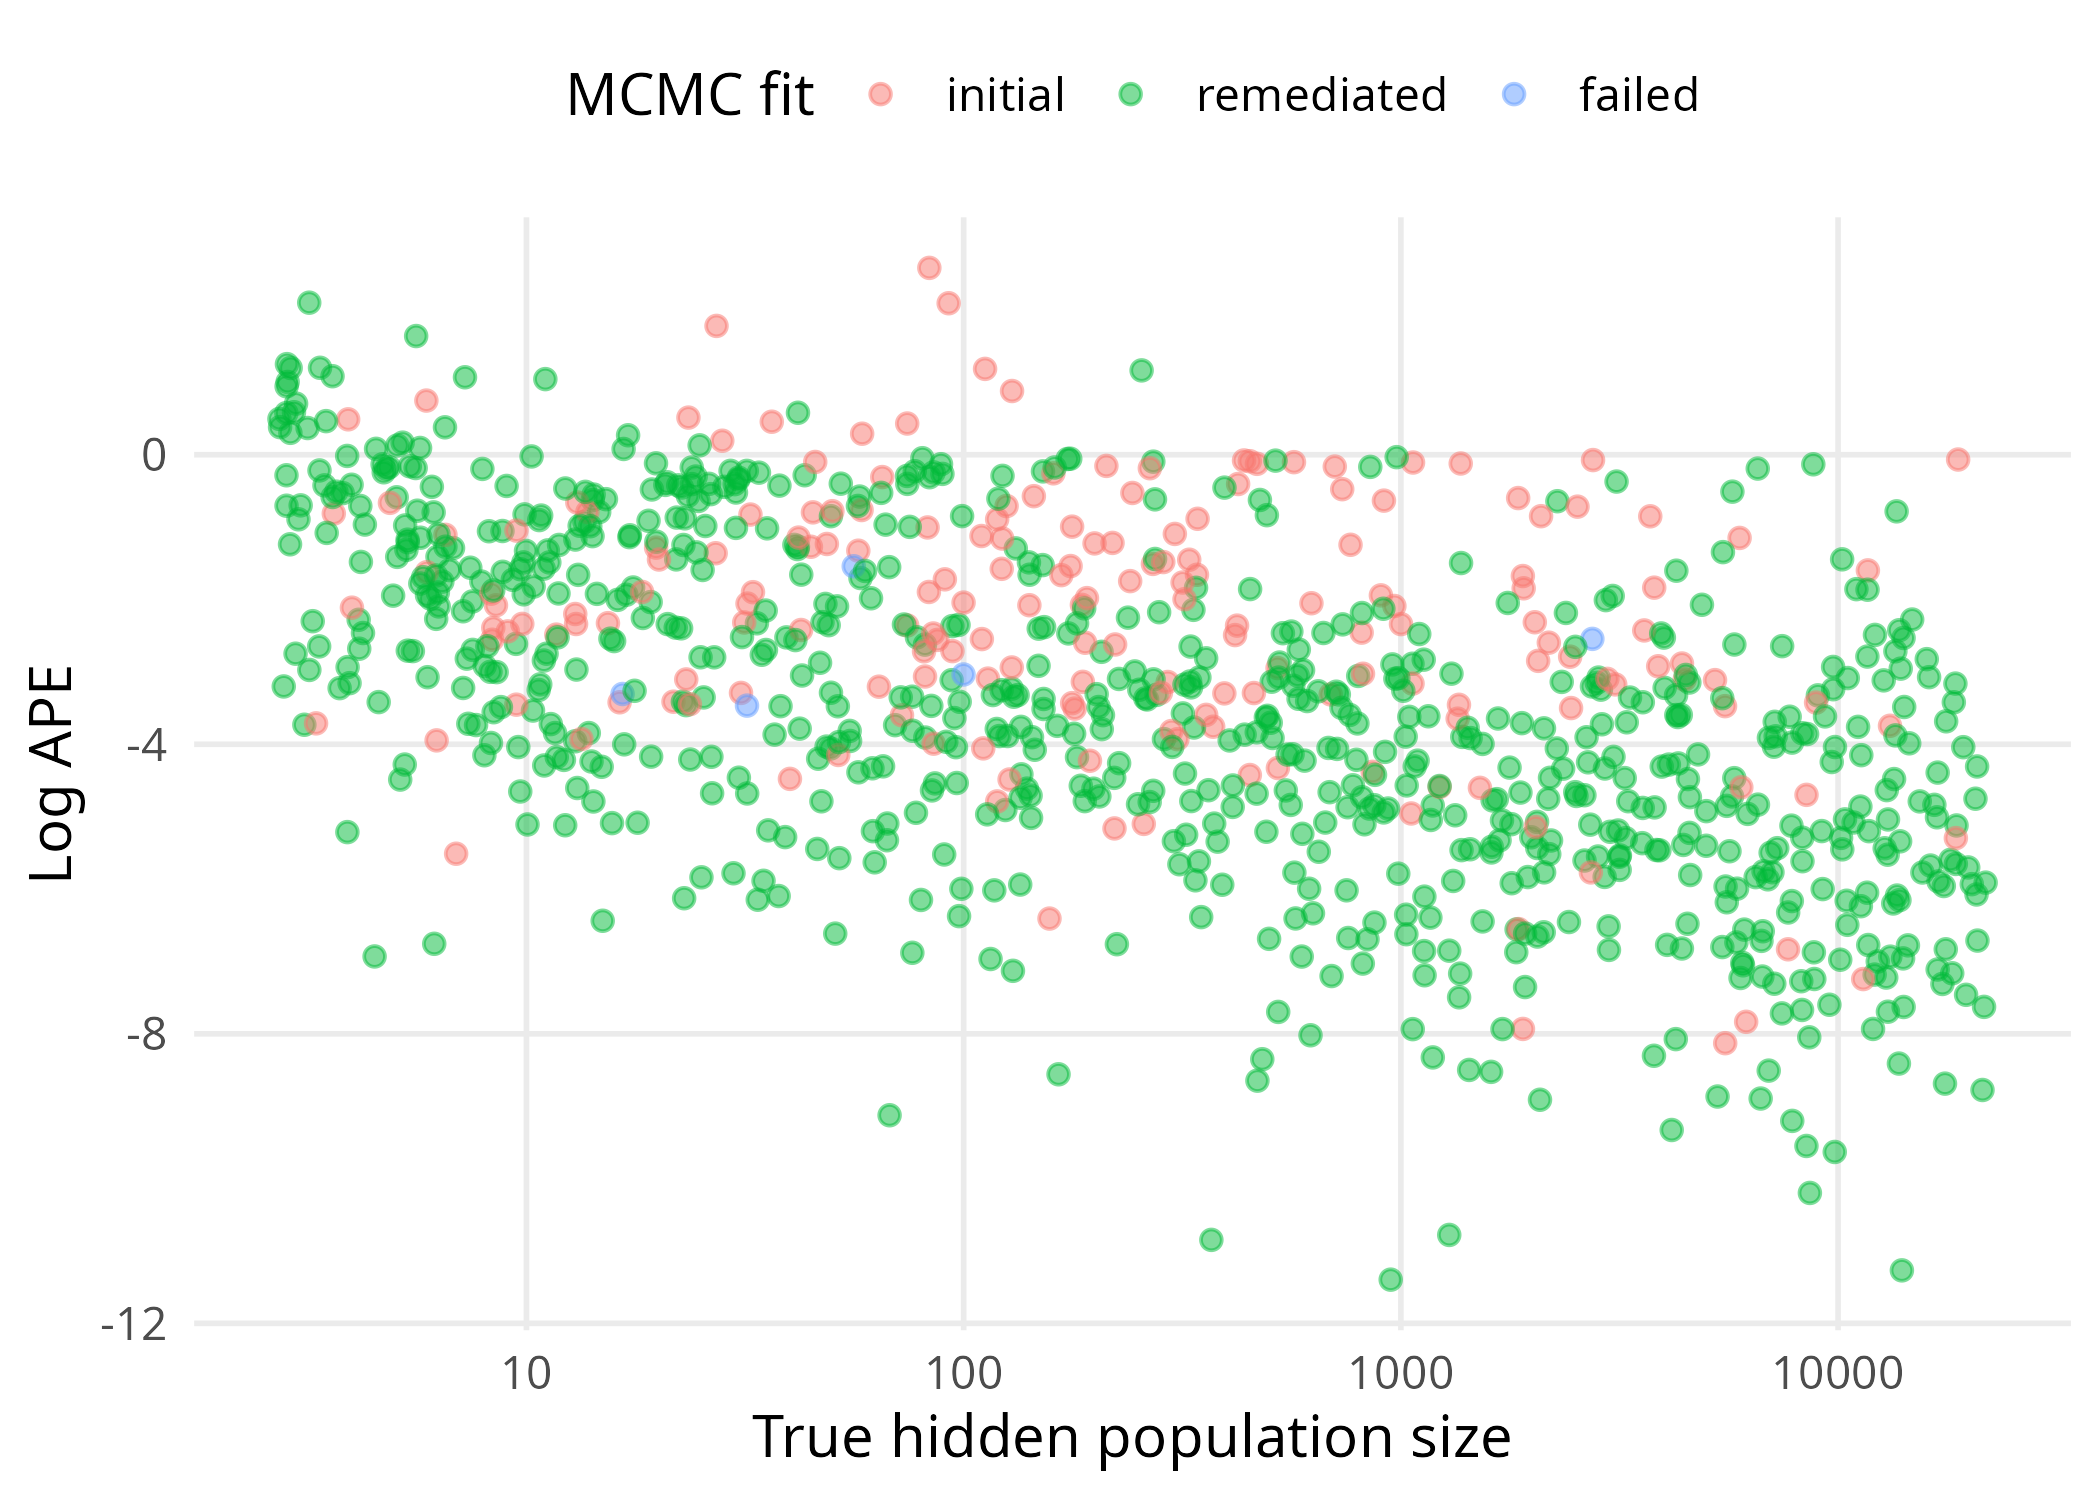 MCMC fit initial remediated failed
Log APE
0
-4
-8
-12
10 100 1000 10000
True hidden population size